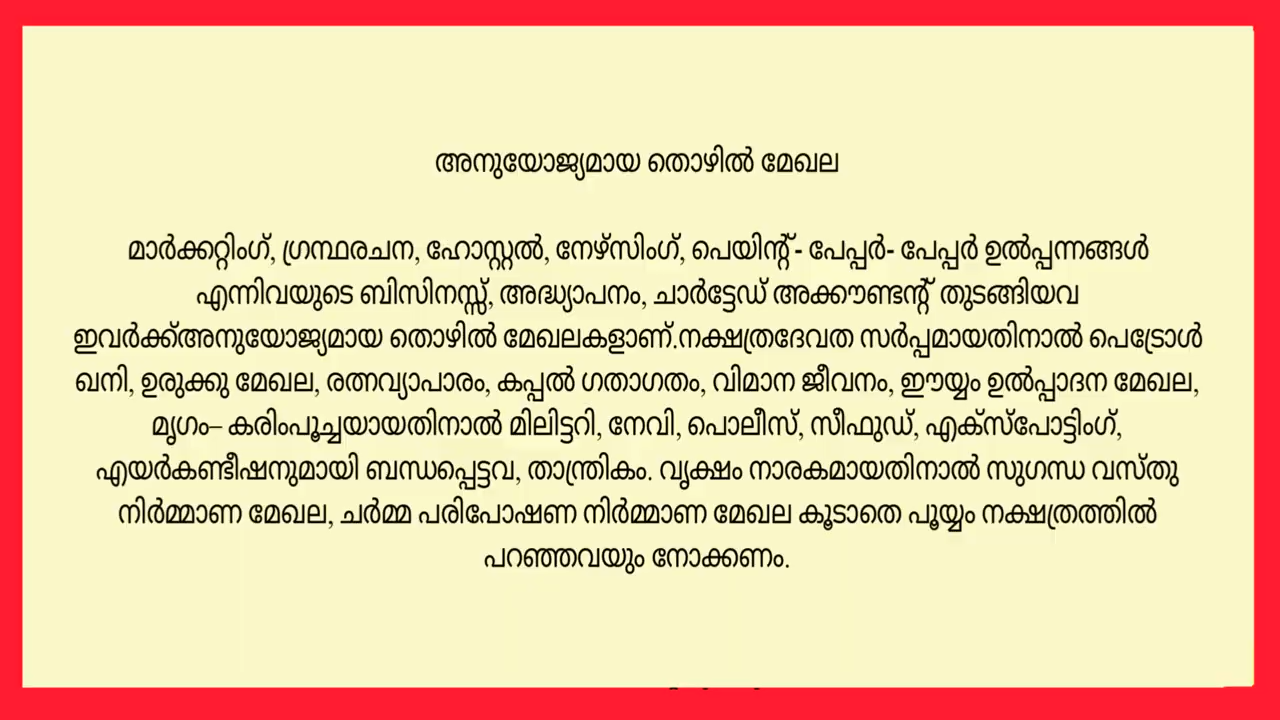 അനുയോജ്യമായ തൊഴിൽ മേഖല
മാർക്കറ്റിംഗ്, ഗ്രന്ഥരചന, ഹോസ്റ്റൽ, നേഴ്സിംഗ്, പെയിന്റ് - പേപ്പർ- പേപ്പർ ഉൽപ്പന്നങ്ങൾ
എന്നിവയുടെ ബിസിനസ്സ്, അദ്ധ്യാപനം, ചാർട്ടേഡ് അക്കൗണ്ടന്റ് തുടങ്ങിയവ
ഇവർക്ക്അനുയോജ്യമായ തൊഴിൽ മേഖലകളാണ്.നക്ഷത്രദേവത സർപ്പമായതിനാൽ പെട്രോൾ
ഖനി, ഉരുക്കു മേഖല, രത്നവ്യാപാരം, കപ്പൽ ഗതാഗതം, വിമാന ജീവനം, ഈയ്യം ഉൽപ്പാദന മേഖല,
മൃഗം– കരിംപൂച്ചയായതിനാൽ മിലിട്ടറി, നേവി, പൊലീസ്, സീഫുഡ്, എക്സ്പോട്ടിംഗ്,
എയർകണ്ടീഷനുമായി ബന്ധപ്പെട്ടവ, താന്ത്രികം. വൃക്ഷം നാരകമായതിനാൽ സുഗന്ധ വസ്തു
നിർമ്മാണ മേഖല, ചർമ്മ പരിപോഷണ നിർമ്മാണ മേഖല കൂടാതെ പൂയ്യം നക്ഷത്രത്തിൽ
പറഞ്ഞവയും നോക്കണം.